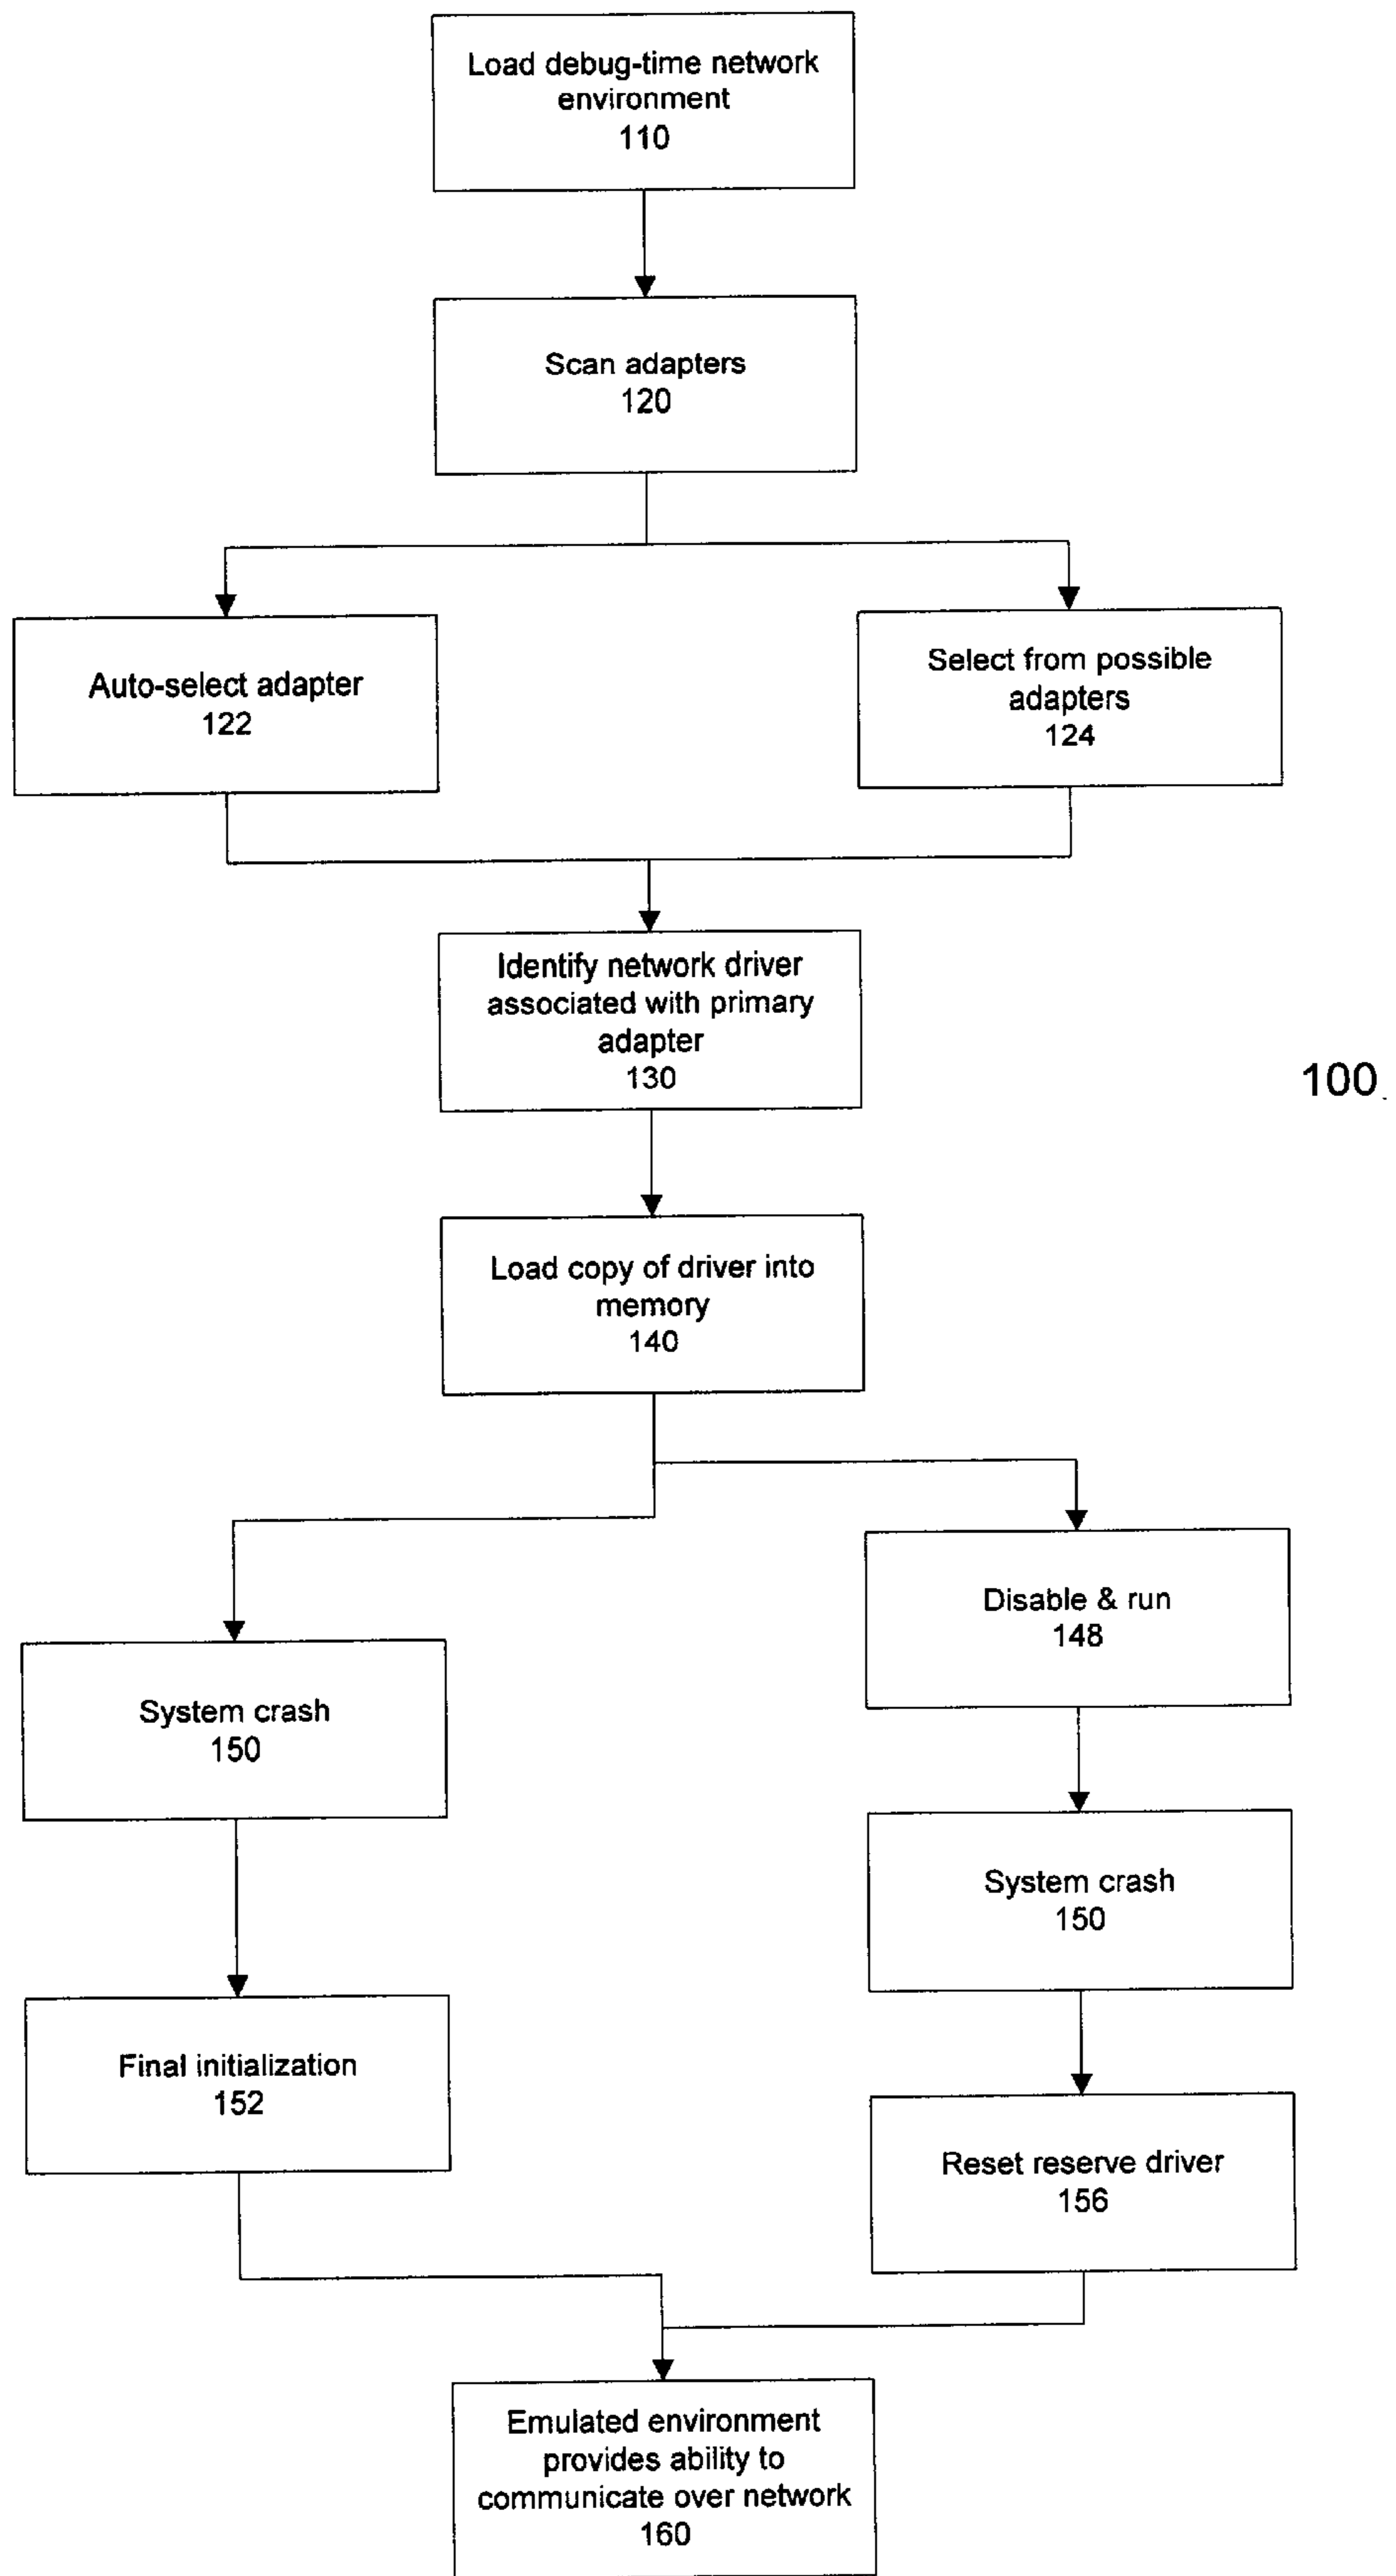 Load debug-time network
environment
110
Scan adapters
120
Auto-select adapter
122
Select from possible
adapters
124
Identify network driver
associated with primary
adapter
130
100
Load copy of driver into
memory
140
Disable & run
148
System crash
150
System crash
150
Final initialization
152
Reset reserve driver
156
Emulated environment
provides ability to
communicate over network
160